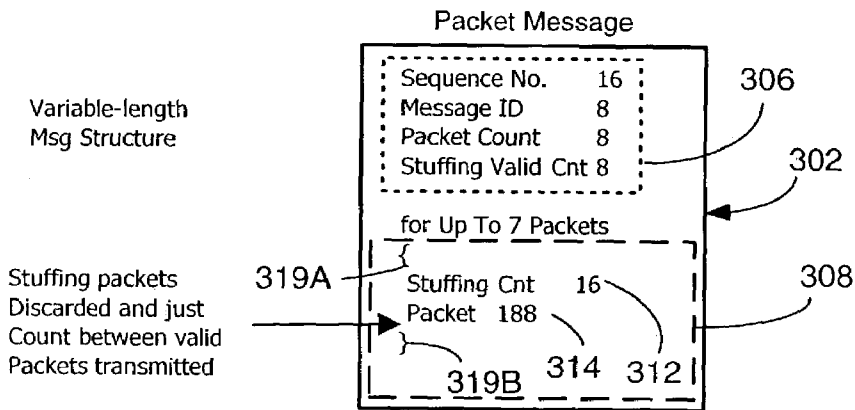 Packet Message
Variable-length
Msg Structure
Sequence No. 16
Message ID 8
Packet Count 8
Stuffing Valid Cnt 8
306
302
for Up To 7 Packets
319A {
Stuffing Cnt 16
Packet 188
} 319B
314
312
308
Stuffing packets
Discarded and just
Count between valid
Packets transmitted